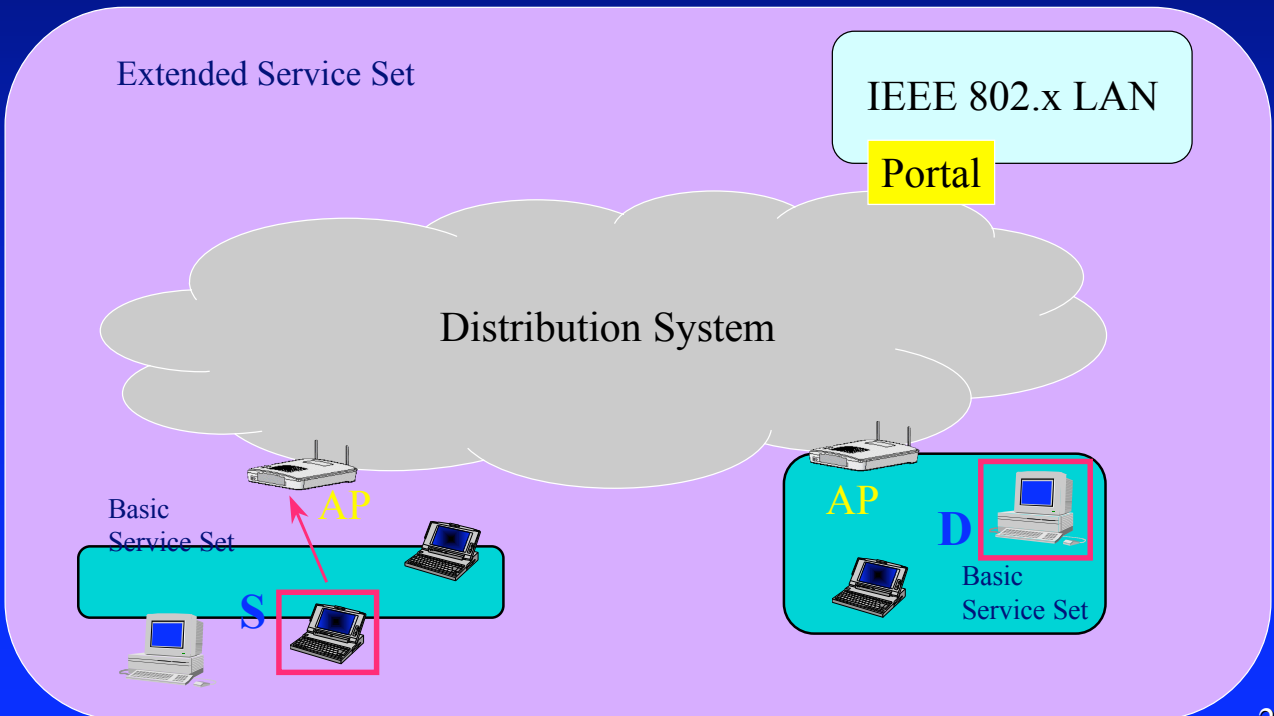 Extended Service Set
IEEE 802.x LAN
Portal
Distribution System
AP
Basic
Service Set
S
AP
D
Basic
Service Set